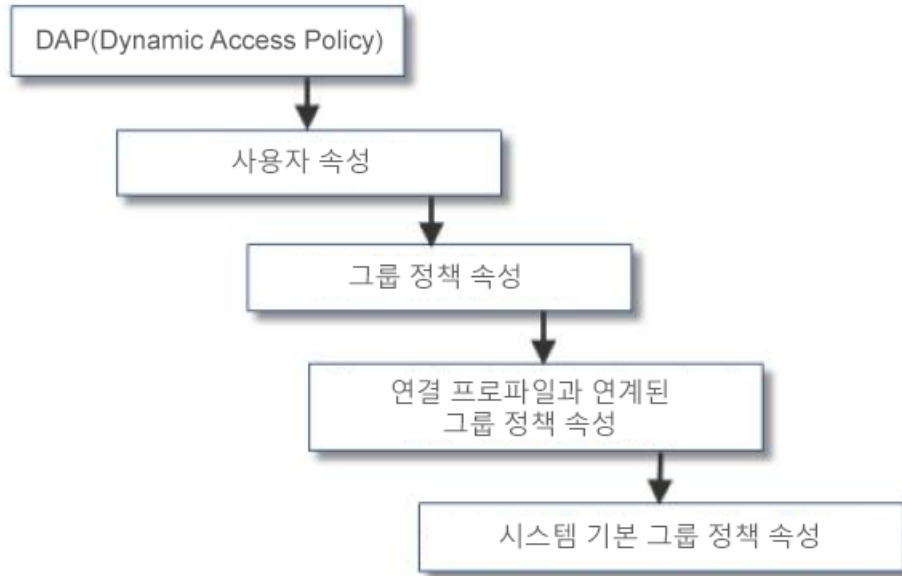 DAP(Dynamic Access Policy)
사용자 속성
그룹 정책 속성
연결 프로파일과 연계된
그룹 정책 속성
시스템 기본 그룹 정책 속성